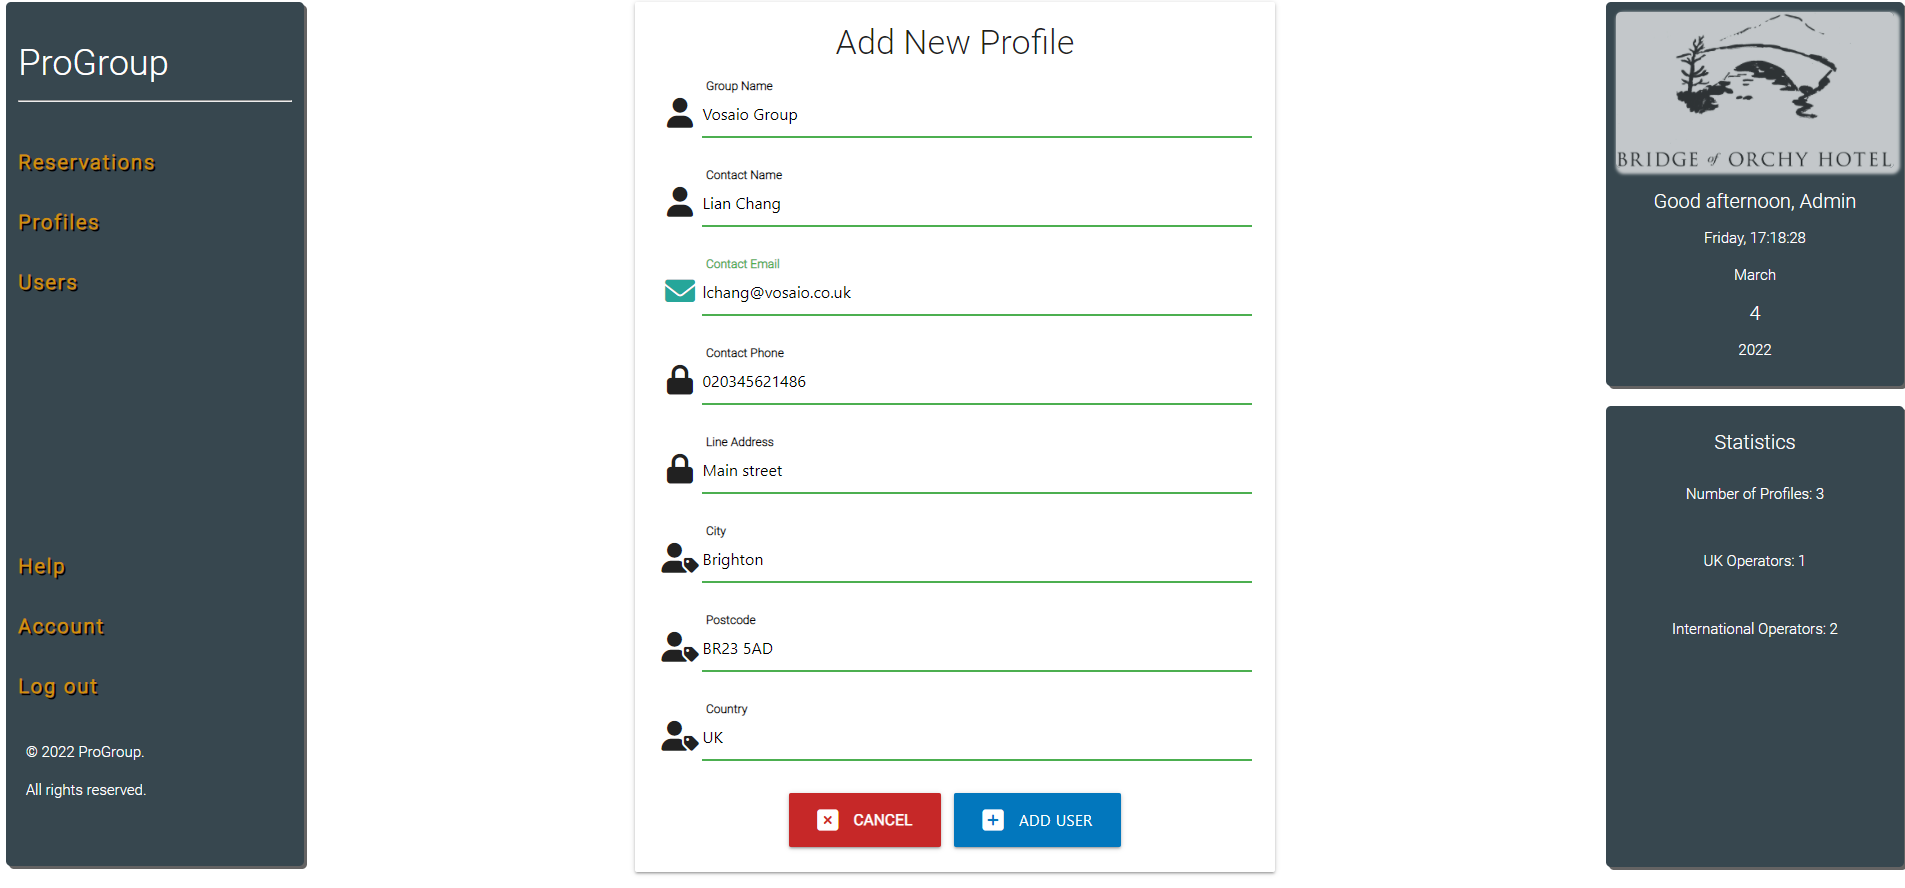 ProGroup
Reservations
Profiles
Users
Help
Account
Log out
© 2022 ProGroup.
All rights reserved.
Add New Profile
Group Name
Vosaio Group
Contact Name
Lian Chang
Contact Email
lchang@vosaio.co.uk
Contact Phone
020345621486
Line Address
Main street
City
Brighton
Postcode
BR23 5AD
Country
UK
CANCEL
ADD USER
BRIDGE of ORCHY HOTEL
Good afternoon, Admin
Friday, 17:18:28
March
4
2022
Statistics
Number of Profiles: 3
UK Operators: 1
International Operators: 2